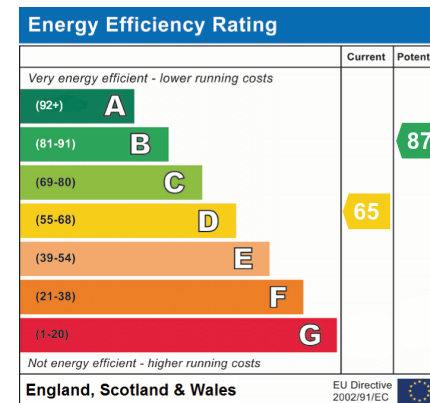 Energy Efficiency Rating
Current Potent
Very energy efficient - lower running costs
(92+) A
(81-91) B 87
(69-80) C
(55-68) D 65
(39-54) E
(21-38) F
(1-20) G
Not energy efficient - higher running costs
England, Scotland & Wales
EU Directive
2002/91/EC